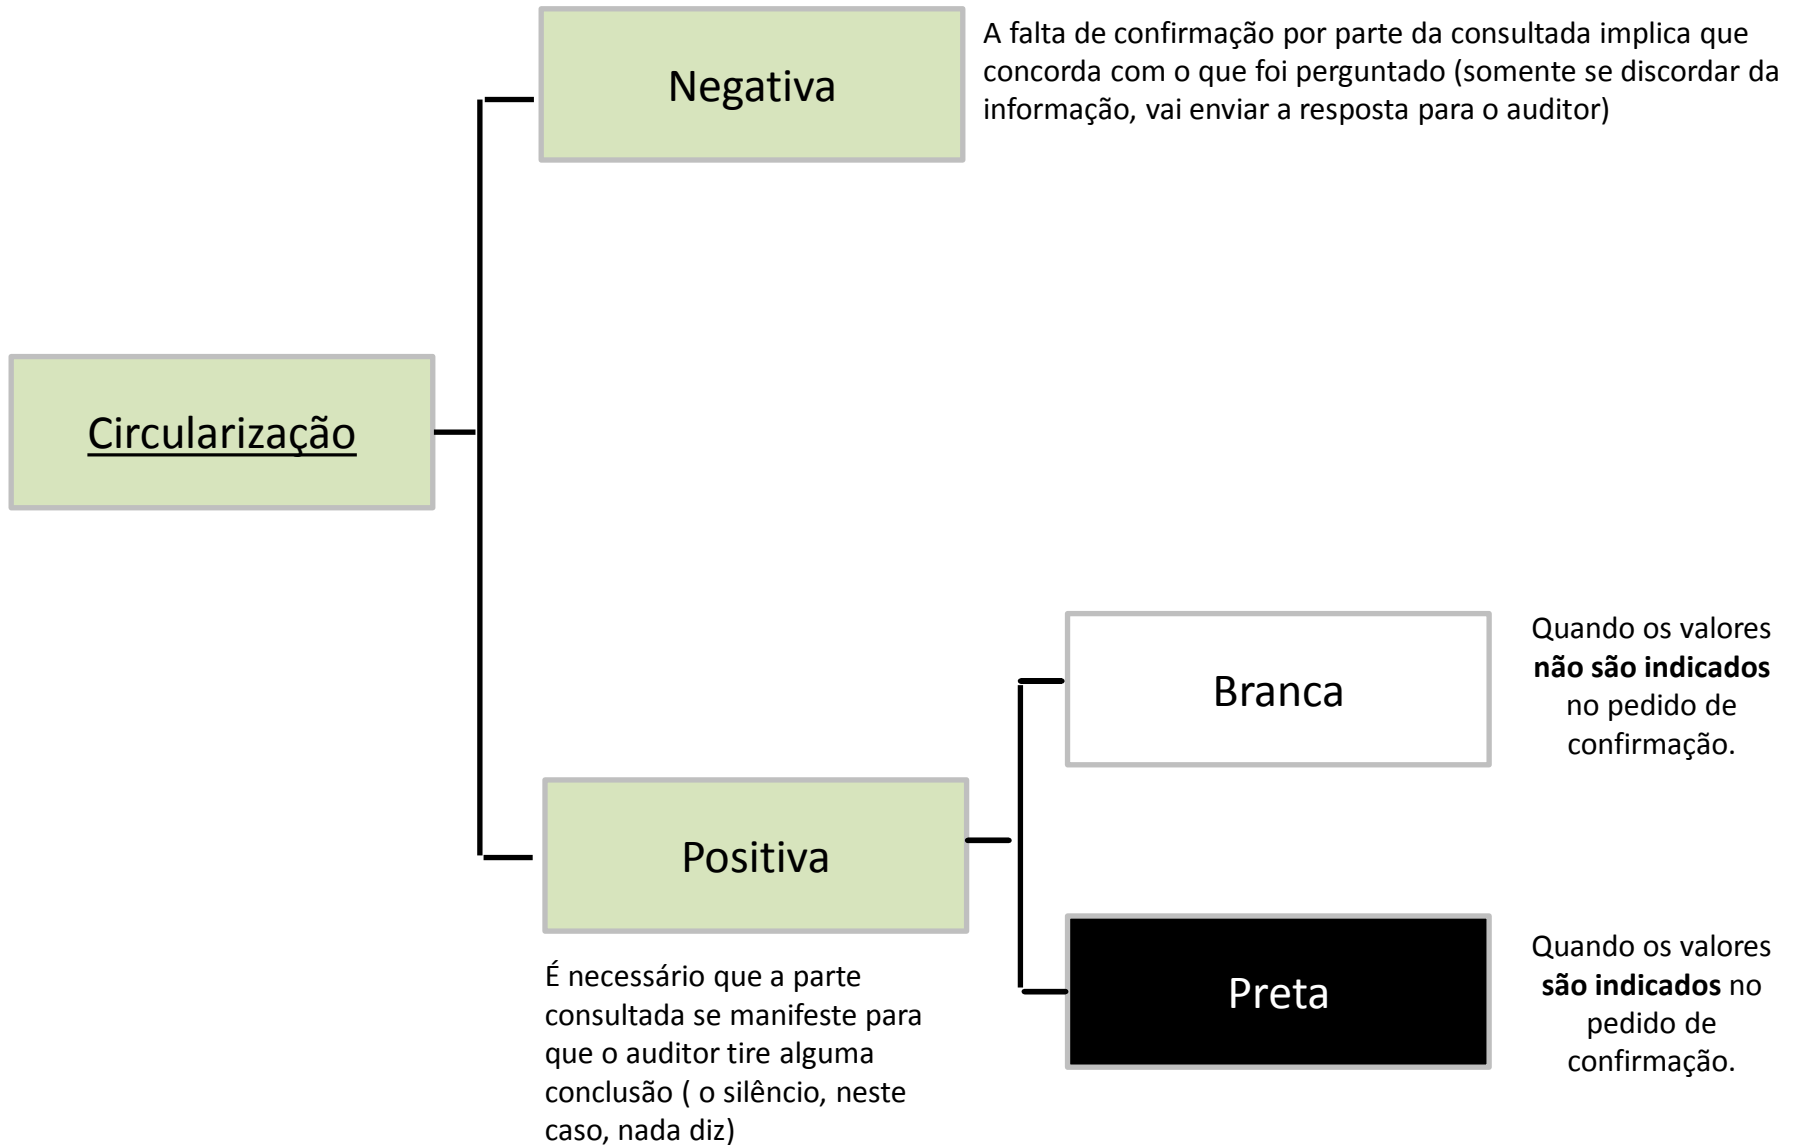 Negativa
A falta de confirmação por parte da consultada implica que
concorda com o que foi perguntado (somente se discordar da
informação, vai enviar a resposta para o auditor)
Circularização
Positiva
É necessário que a parte
consultada se manifeste para
que o auditor tire alguma
conclusão ( o silêncio, neste
caso, nada diz)
Branca
Quando os valores
não são indicados
no pedido de
confirmação.
Preta
Quando os valores
são indicados no
pedido de
confirmação.